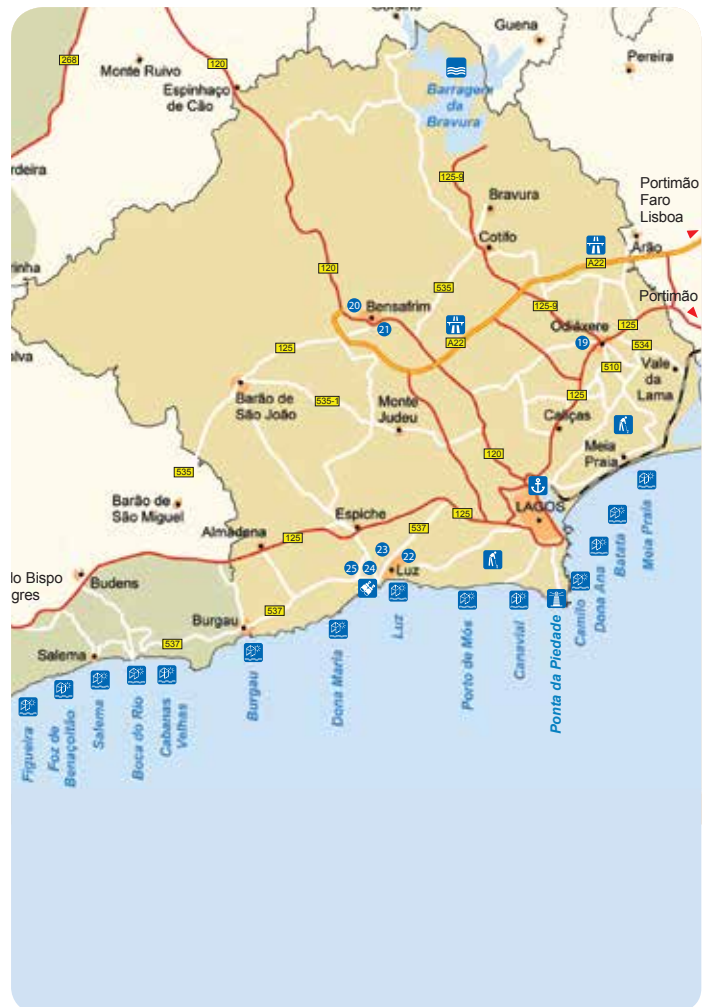 Guena
268
120
Monte Ruivo
Pereira
Espinhaço
de Cão
Barragem
da
Bravura
rdeira
125-9
Bravura
Portimão
Faro
Lisboa
Cotifo
Arão
A22
rinha
120
535
20
Bensafrim
125-9
Portimão
21
A22
Odiáxere
125
19
534
alva
125
510
Vale
da
Lama
Barão de
São João
535-1
Monte
Judeu
125
Caliças
Meia
Praia
120
535
Barão de
São Miguel
LAGOS
Espiche
125
Almádena
125
537
23
22
25
24
Luz
lo Bispo
gres
Budens
Burgau
537
537
Salema
Figueira
Foz de
Benaçoitão
Salema
Boca do Rio
Cabanas
Velhas
Burgau
Dona Maria
Luz
Porto de Mós
Canavial
Ponta da Piedade
Camilo
Dona Ana
Batata
Meia Praia